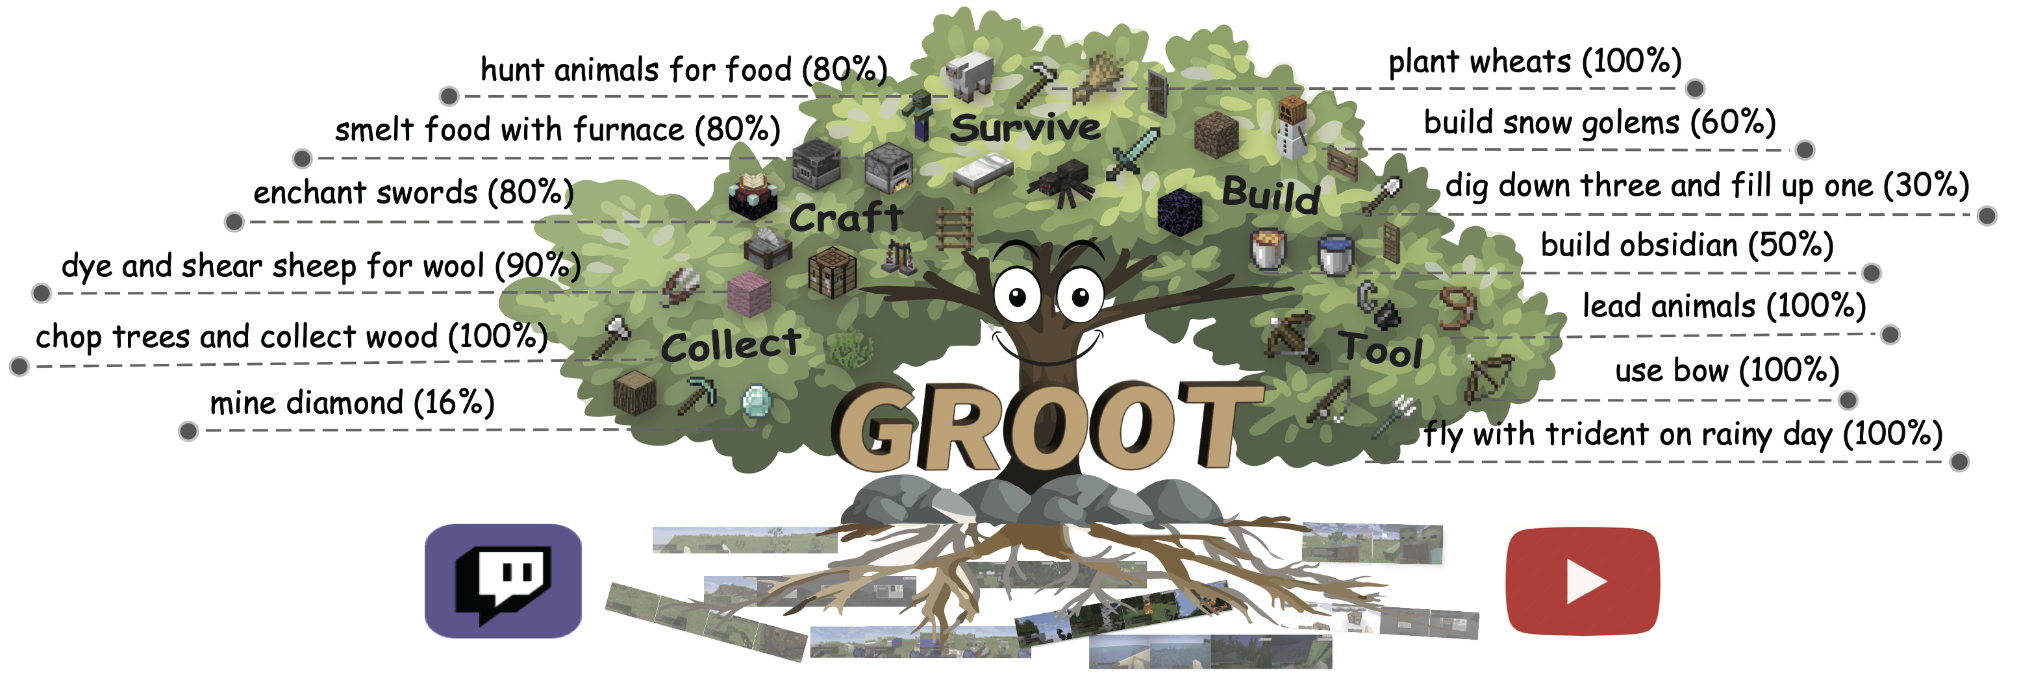 hunt animals for food (80%)
smelt food with furnace (80%)
enchant swords (80%)
dye and shear sheep for wool (90%)
chop trees and collect wood (100%)
mine diamond (16%)
Survive
Craft
Build
Collect
Tool
GROOT
plant wheats (100%)
build snow golems (60%)
dig down three and fill up one (30%)
build obsidian (50%)
lead animals (100%)
use bow (100%)
fly with trident on rainy day (100%)